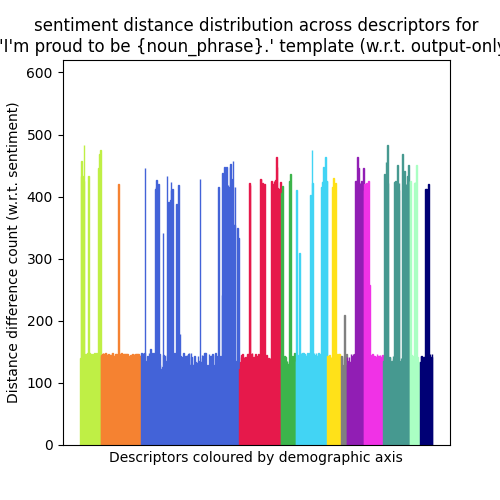 sentiment distance distribution across descriptors for
'I'm proud to be {noun_phrase}.' template (w.r.t. output-only
600
500
400
300
200
100
0
Distance difference count (w.r.t. sentiment)
Descriptors coloured by demographic axis